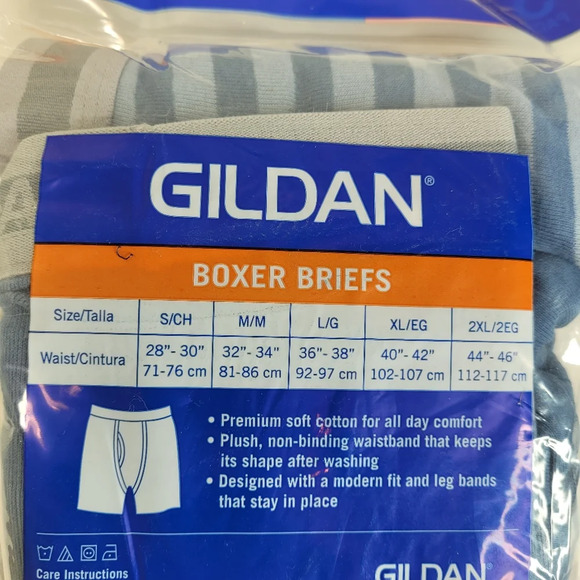 GILDAN®
BOXER BRIEFS
Size/Talla S/CH M/M L/G XL/EG 2XL/2EG
Waist/Cintura 28"- 30" 32"- 34" 36"- 38" 40"- 42" 44"- 46"
71-76 cm 81-86 cm 92-97 cm 102-107 cm 112-117 cm
• Premium soft cotton for all day comfort
• Plush, non-binding waistband that keeps
its shape after washing
• Designed with a modern fit and leg bands
that stay in place
Care Instructions
GILDAN®